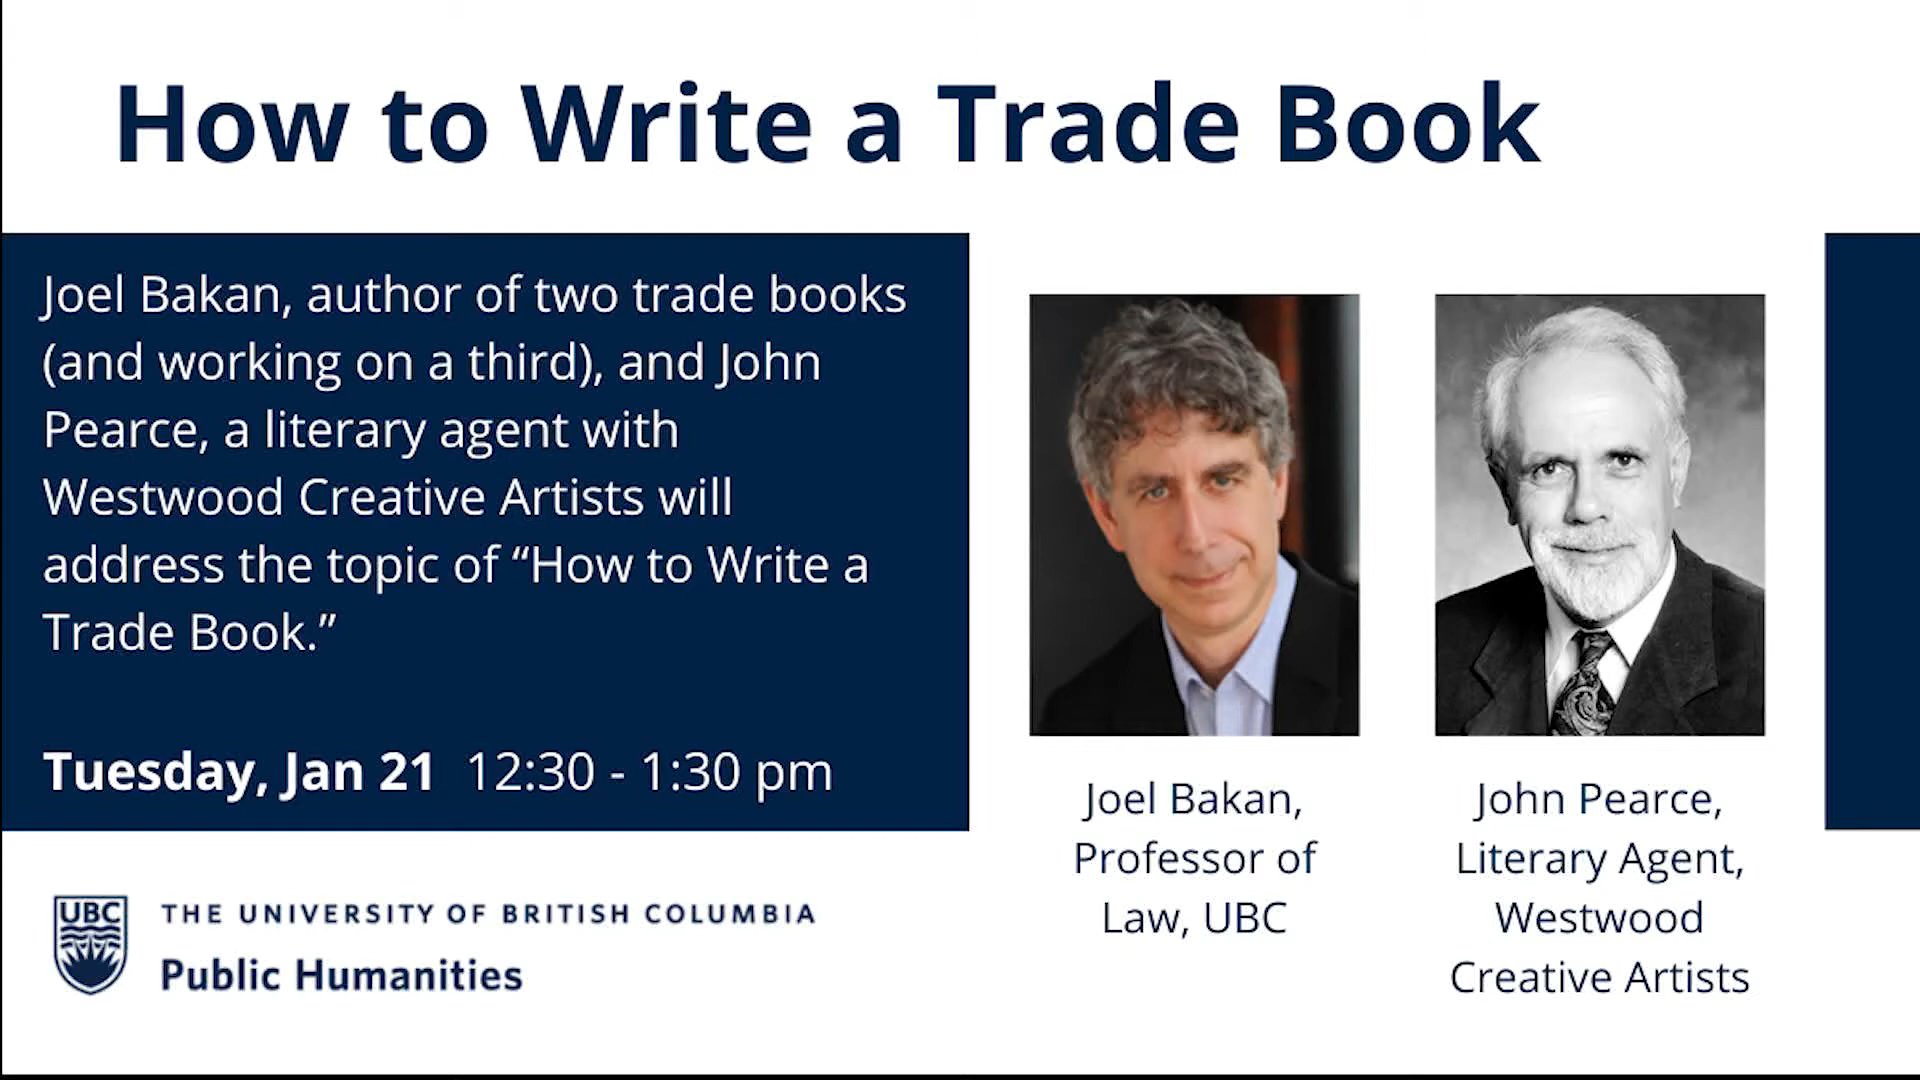 How to Write a Trade Book
Joel Bakan, author of two trade books
(and working on a third), and John
Pearce, a literary agent with
Westwood Creative Artists will
address the topic of “How to Write a
Trade Book.”
Tuesday, Jan 21 12:30 - 1:30 pm
Joel Bakan,
Professor of
Law, UBC
John Pearce,
Literary Agent,
Westwood
Creative Artists
UBC
THE UNIVERSITY OF BRITISH COLUMBIA
Public Humanities